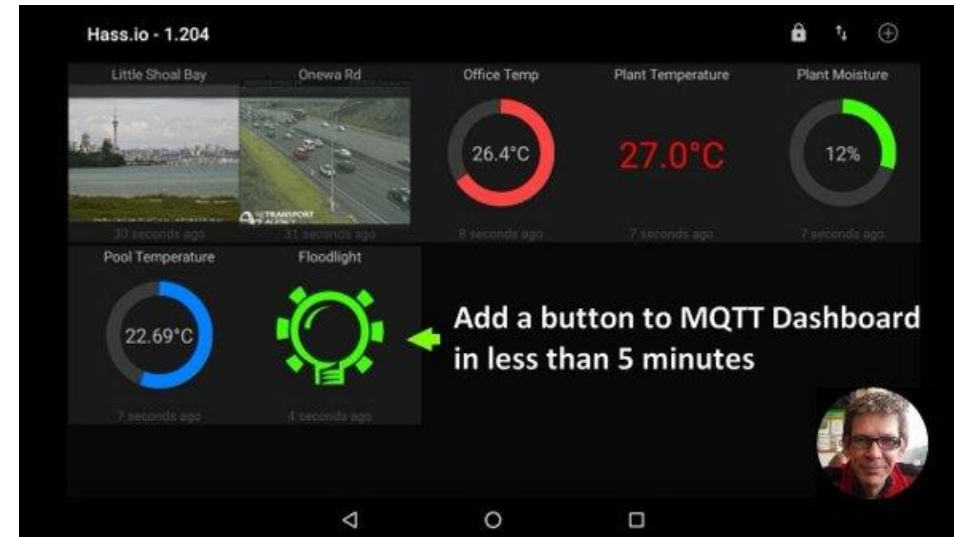 Hass.io - 1.204
Little Shoal Bay
Onewa Rd
Office Temp
Plant Temperature
Plant Moisture
26.4°C
27.0°C
12%
TRANSPORT
30 seconds ago
31 seconds ago
8 seconds ago
7 seconds ago
7 seconds ago
Pool Temperature
Floodlight
22.69°C
Add a button to MQTT Dashboard
in less than 5 minutes
7 seconds ago
4 seconds ago